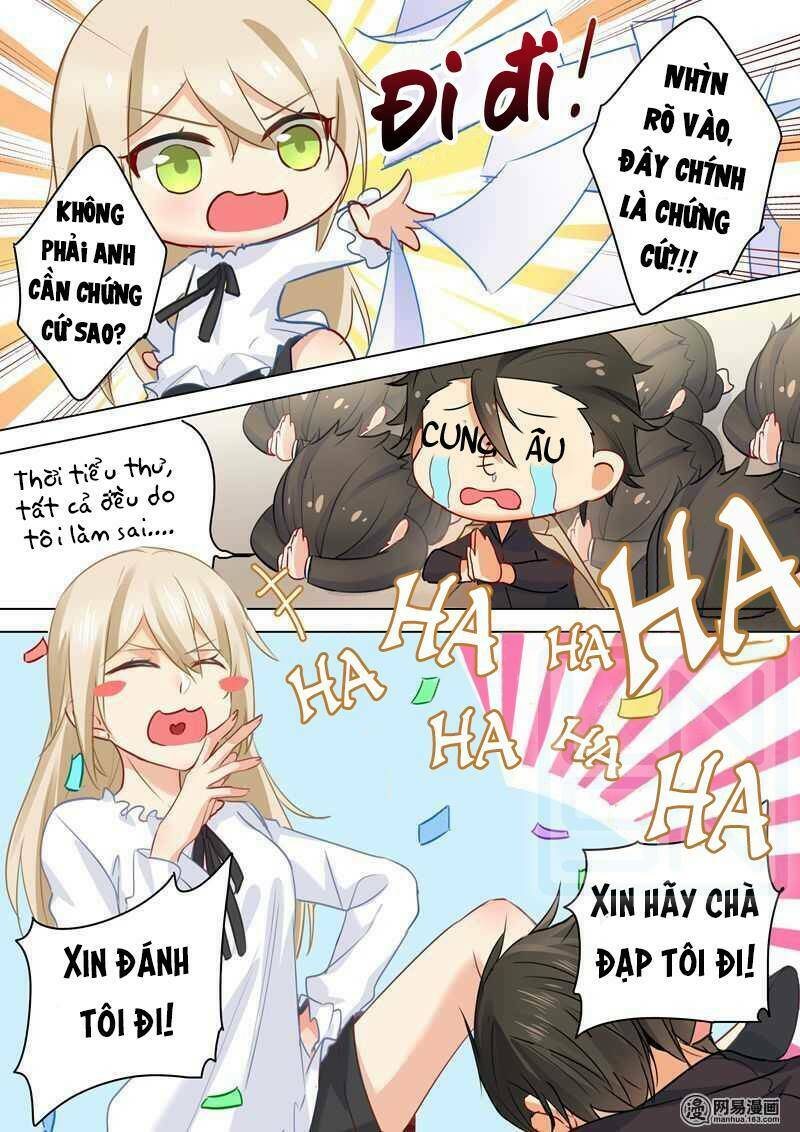 Đi đi!
NHÌN
RÕ VÀO,
ĐÂY CHÍNH
LÀ CHỨNG
CỨ!!!
KHÔNG
PHẢI ANH
CẦN CHỨNG
CỨ SAO?
CUNG ÂU
Thời tiểu thư,
tất cả đều do
tôi làm sai....
HA HA HA HA HA
HA HA HA
XIN ĐÁNH
TÔI ĐI!
XIN HÃY CHÀ
ĐẠP TÔI ĐI!
漫 网易漫画
manhua.163.com